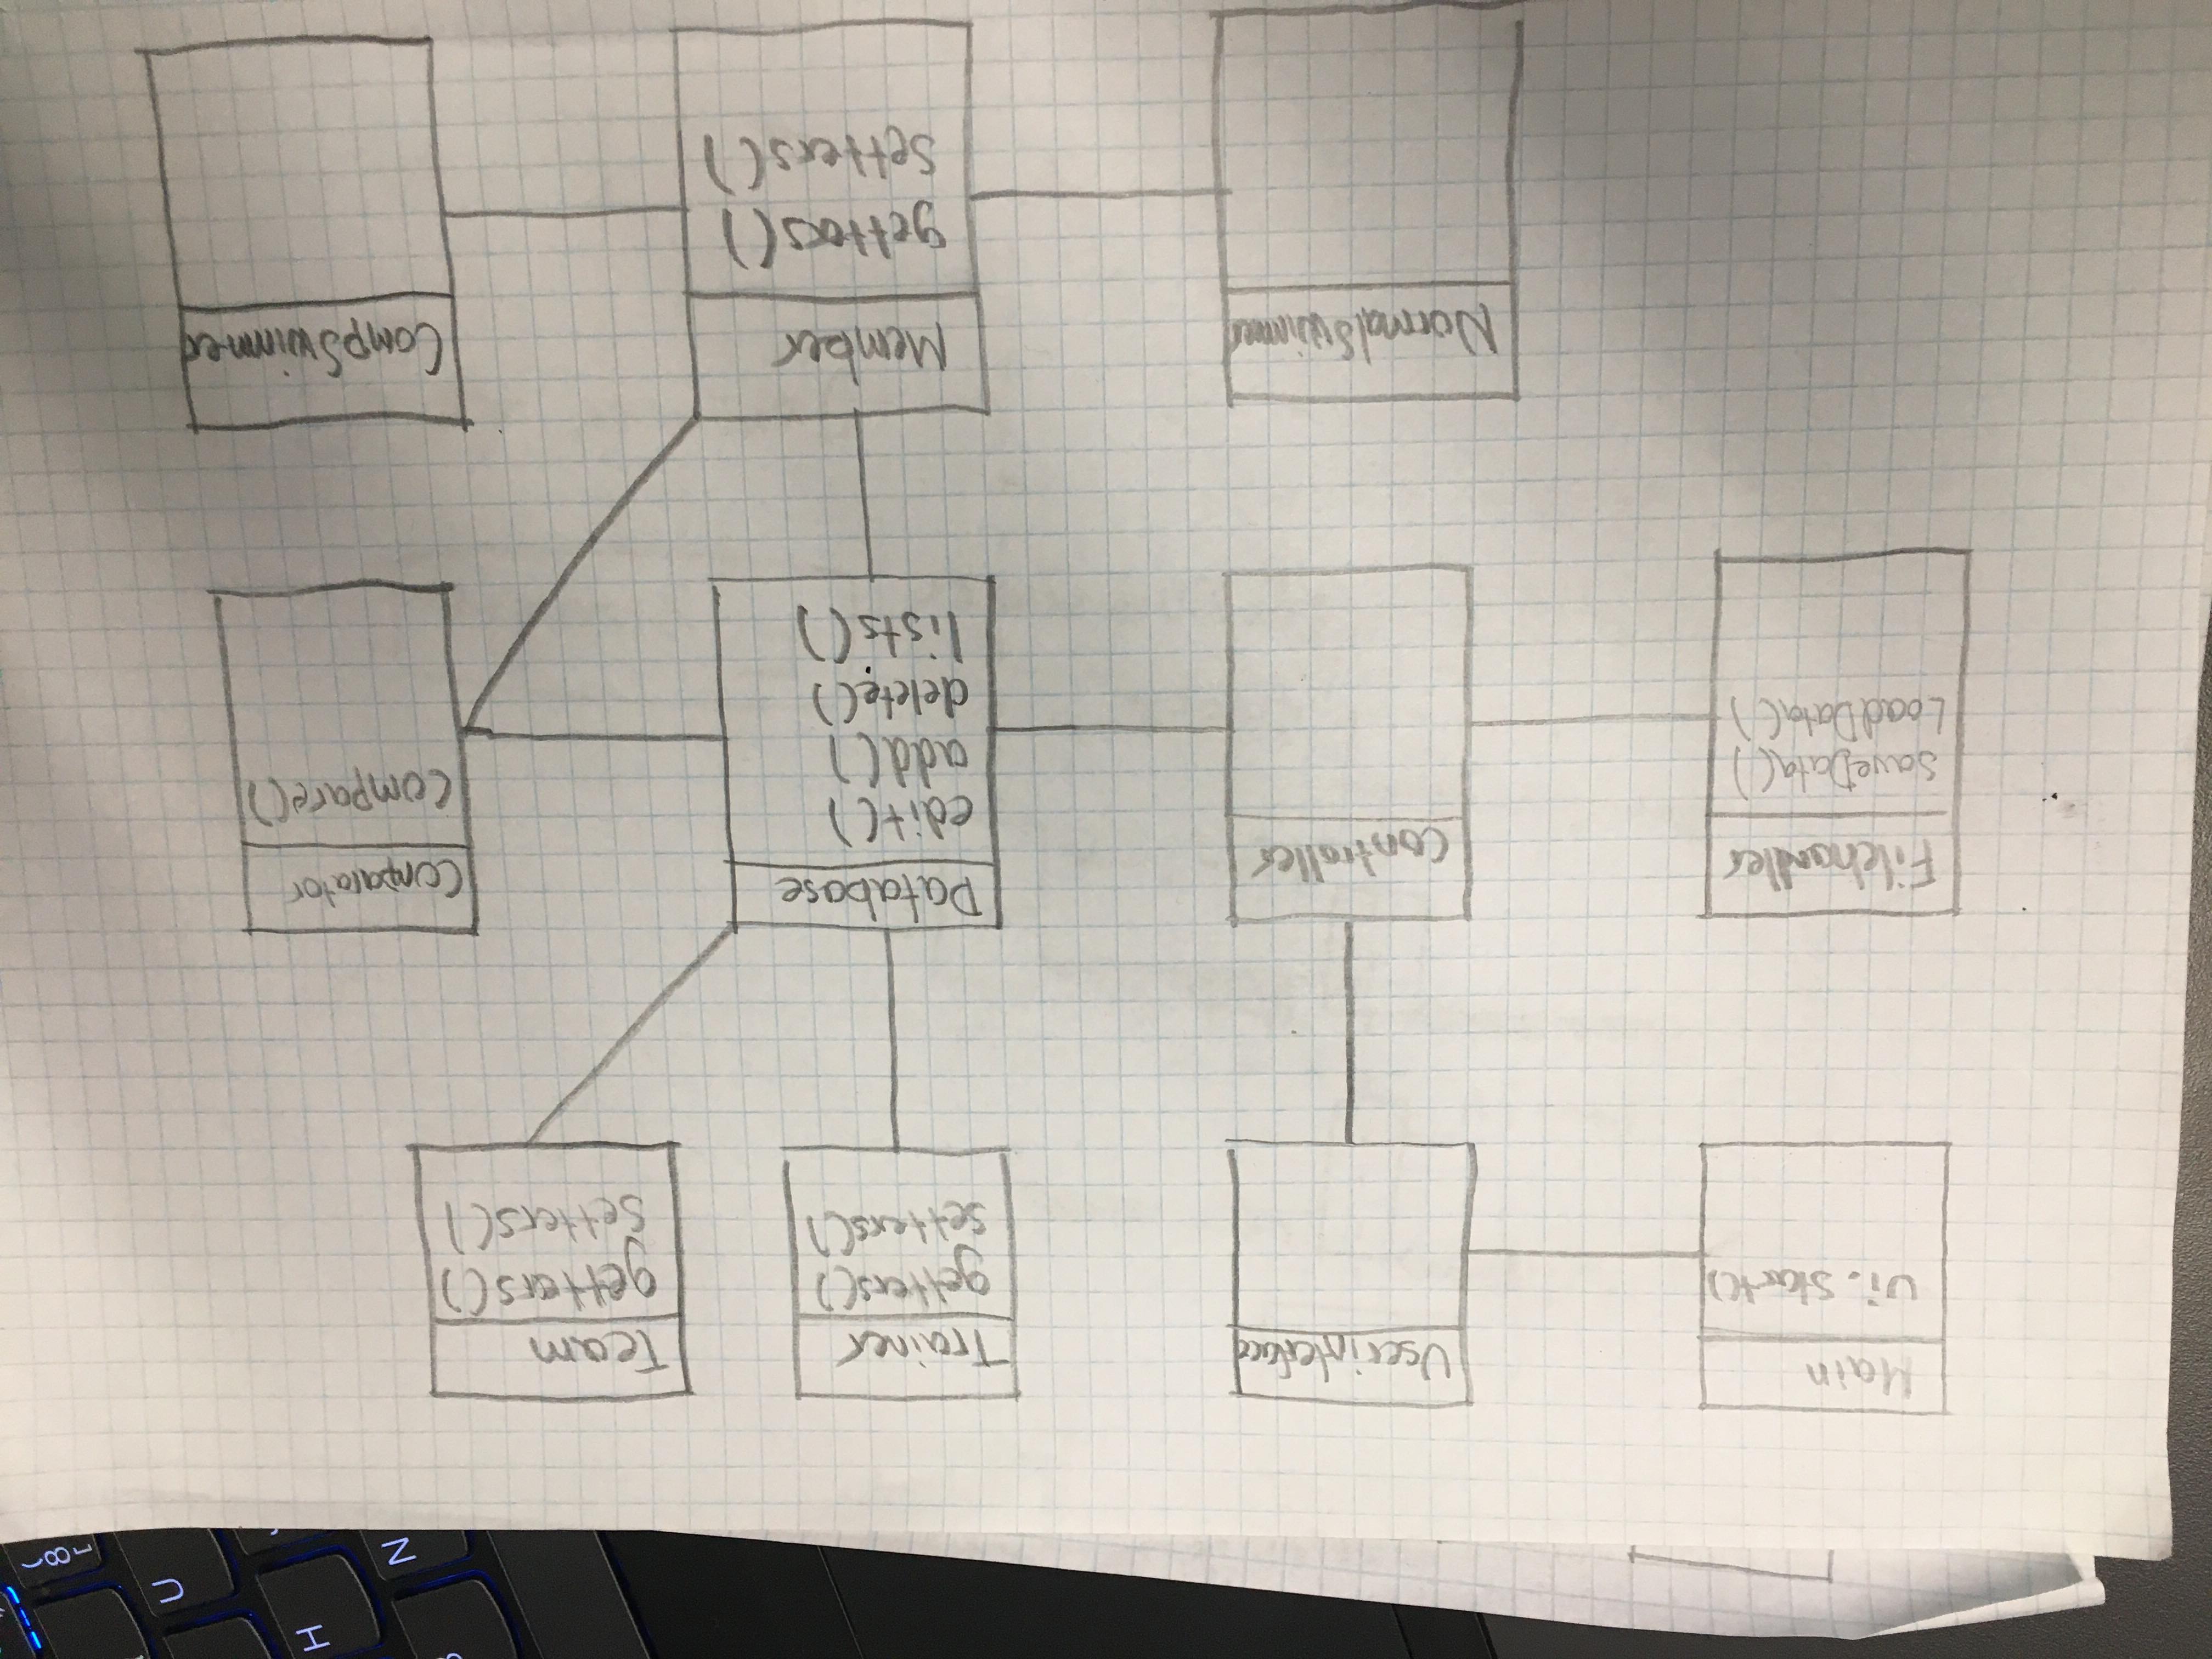 H
U
N
8
Main
Ui.Start()
Userinterface
Trainer
getters()
setters()
Team
getters()
Setters()
Filehandler
SaveData()
LoadData()
Controller
Database
edit()
add()
delete()
lists()
Comparator
Compare()
NormalSwimmer
Member
getters()
Setters()
CompSwimmer